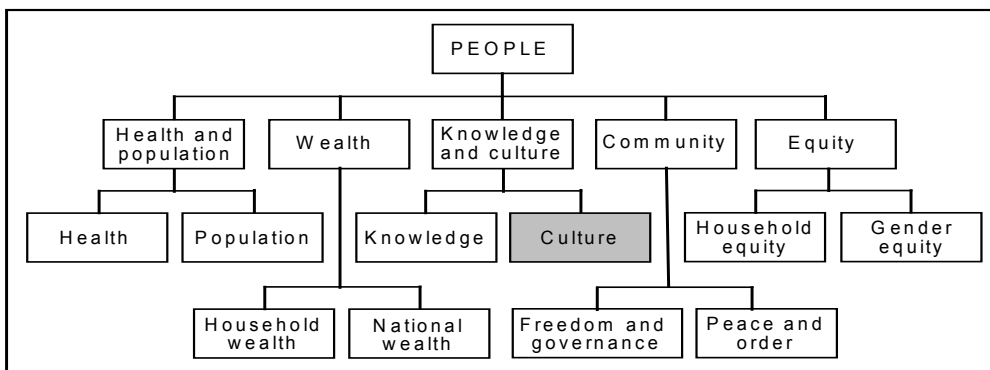 PEOPLE
Health and
population
Wealth
Knowledge
and culture
Community
Equity
Health
Population
Knowledge
Culture
Household
equity
Gender
equity
Household
wealth
National
wealth
Freedom and
governance
Peace and
order